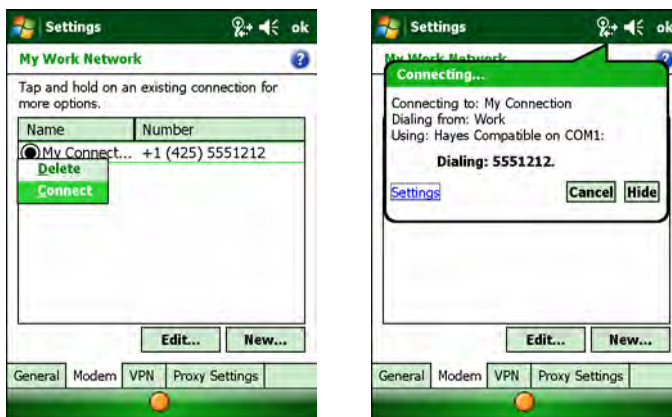 Settings
ok
My Work Network
?
Tap and hold on an existing connection for
more options.
Name
Number
My Connect...
+1 (425) 5551212
Delete
Connect
Edit...
New...
General
Modem
VPN
Proxy Settings
Settings
ok
My Work Network
Connecting...
Connecting to: My Connection
Dialing from: Work
Using: Hayes Compatible on COM1:
Dialing: 5551212.
Settings
Cancel
Hide
Edit...
New...
General
Modem
VPN
Proxy Settings